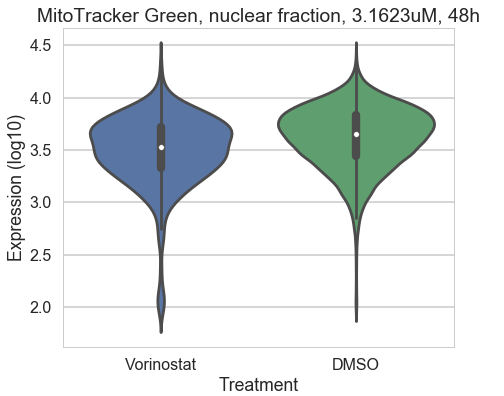 MitoTracker Green, nuclear fraction, 3.1623uM, 48h
4.5
4.0
3.5
3.0
2.5
2.0
Expression (log10)
Vorinostat DMSO
Treatment